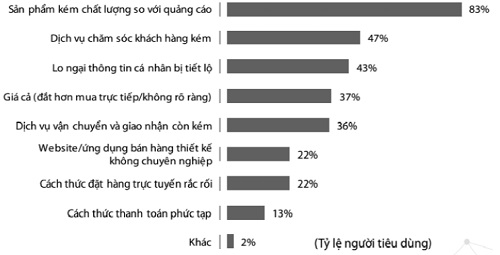 Sản phẩm kém chất lượng so với quảng cáo 83%
Dịch vụ chăm sóc khách hàng kém 47%
Lo ngại thông tin cá nhân bị tiết lộ 43%
Giá cả (đắt hơn mua trực tiếp/không rõ ràng) 37%
Dịch vụ vận chuyển và giao nhận còn kém 36%
Website/ứng dụng bán hàng thiết kế
không chuyên nghiệp 22%
Cách thức đặt hàng trực tuyến rắc rối 22%
Cách thức thanh toán phức tạp 13%
Khác 2% (Tỷ lệ người tiêu dùng)